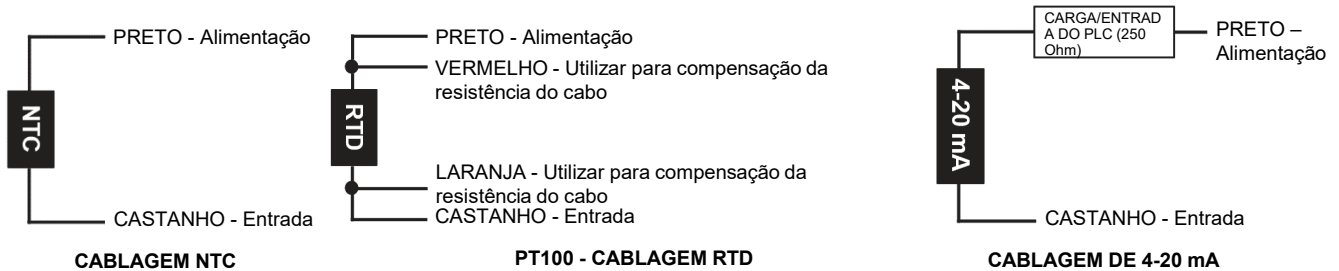 PRETO - Alimentação
NTC
CASTANHO - Entrada
CABLAGEM NTC
PRETO - Alimentação
VERMELHO - Utilizar para compensação da
resistência do cabo
RTD
LARANJA - Utilizar para compensação da
resistência do cabo
CASTANHO - Entrada
PT100 - CABLAGEM RTD
CARGA/ENTRAD
A DO PLC (250
Ohm)
PRETO –
Alimentação
4-20 mA
CASTANHO - Entrada
CABLAGEM DE 4-20 mA